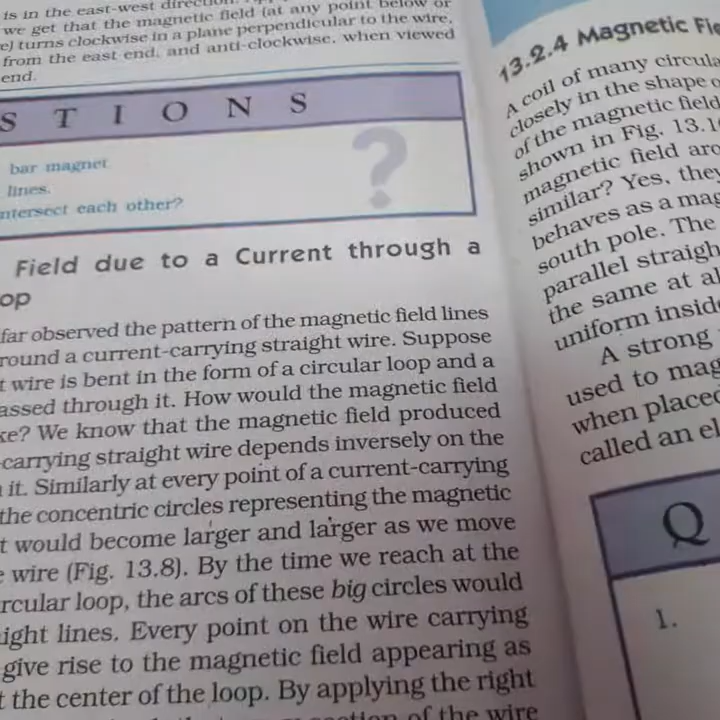 is in the east-west direction.
we get that the magnetic field (at any point below or
turns clockwise in a plane perpendicular to the wire,
from the east end, and anti-clockwise, when viewed
end.
S T I O N S
bar magnet
lines.
ntersect each other?
?
Field due to a Current through a
op
far observed the pattern of the magnetic field lines
round a current-carrying straight wire. Suppose
t wire is bent in the form of a circular loop and a
assed through it. How would the magnetic field
ke? We know that the magnetic field produced
-carrying straight wire depends inversely on the
it. Similarly at every point of a current-carrying
the concentric circles representing the magnetic
t would become larger and larger as we move
e wire (Fig. 13.8). By the time we reach at the
rcular loop, the arcs of these big circles would
ight lines. Every point on the wire carrying
give rise to the magnetic field appearing as
t the center of the loop. By applying the right
of the wire
13.2.4 Magnetic Fie
A coil of many circula
closely in the shape o
of the magnetic field
shown in Fig. 13.1
magnetic field aro
similar? Yes, they
behaves as a mag
south pole. The
parallel straigh
the same at al
uniform insid
A strong
used to mag
when placed
called an el
Q
1.